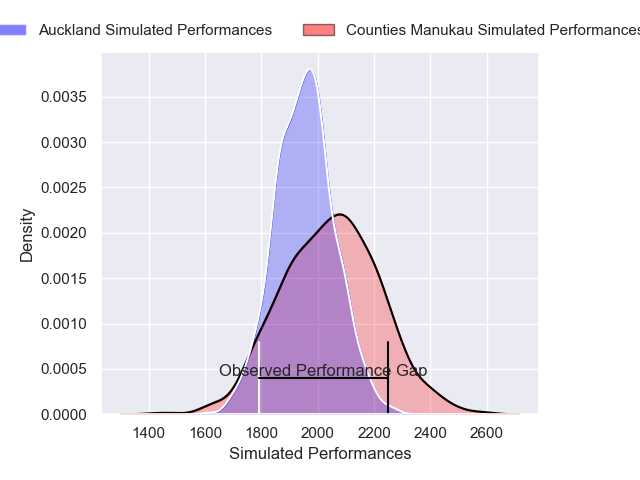 Auckland Simulated Performances
Counties Manukau Simulated Performances
0.0035
0.0030
0.0025
0.0020
0.0015
0.0010
0.0005
0.0000
Density
Observed Performance Gap
1400 1600 1800 2000 2200 2400 2600
Simulated Performances